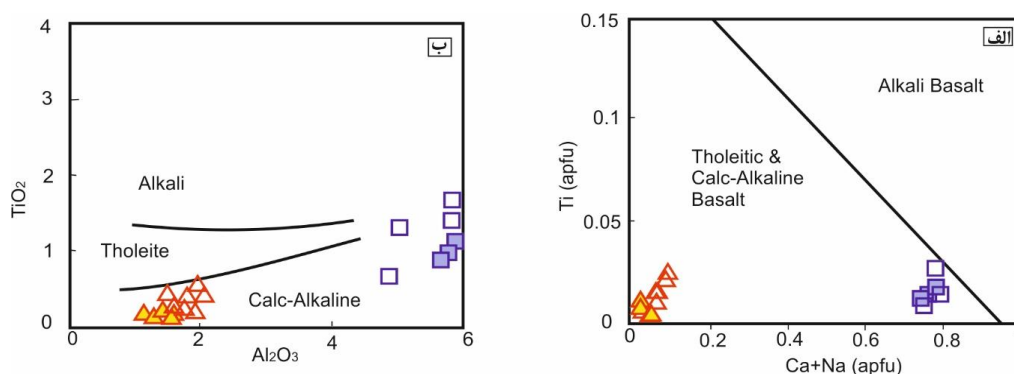 ب
4
3
2
1
0
TiO2
Alkali
Tholeite
Calc-Alkaline
0
2
4
6
Al2O3
الف
0.15
0.1
0.05
0
Ti (apfu)
Alkali Basalt
Tholeitic &
Calc-Alkaline
Basalt
0
0.2
0.4
0.6
0.8
Ca+Na (apfu)